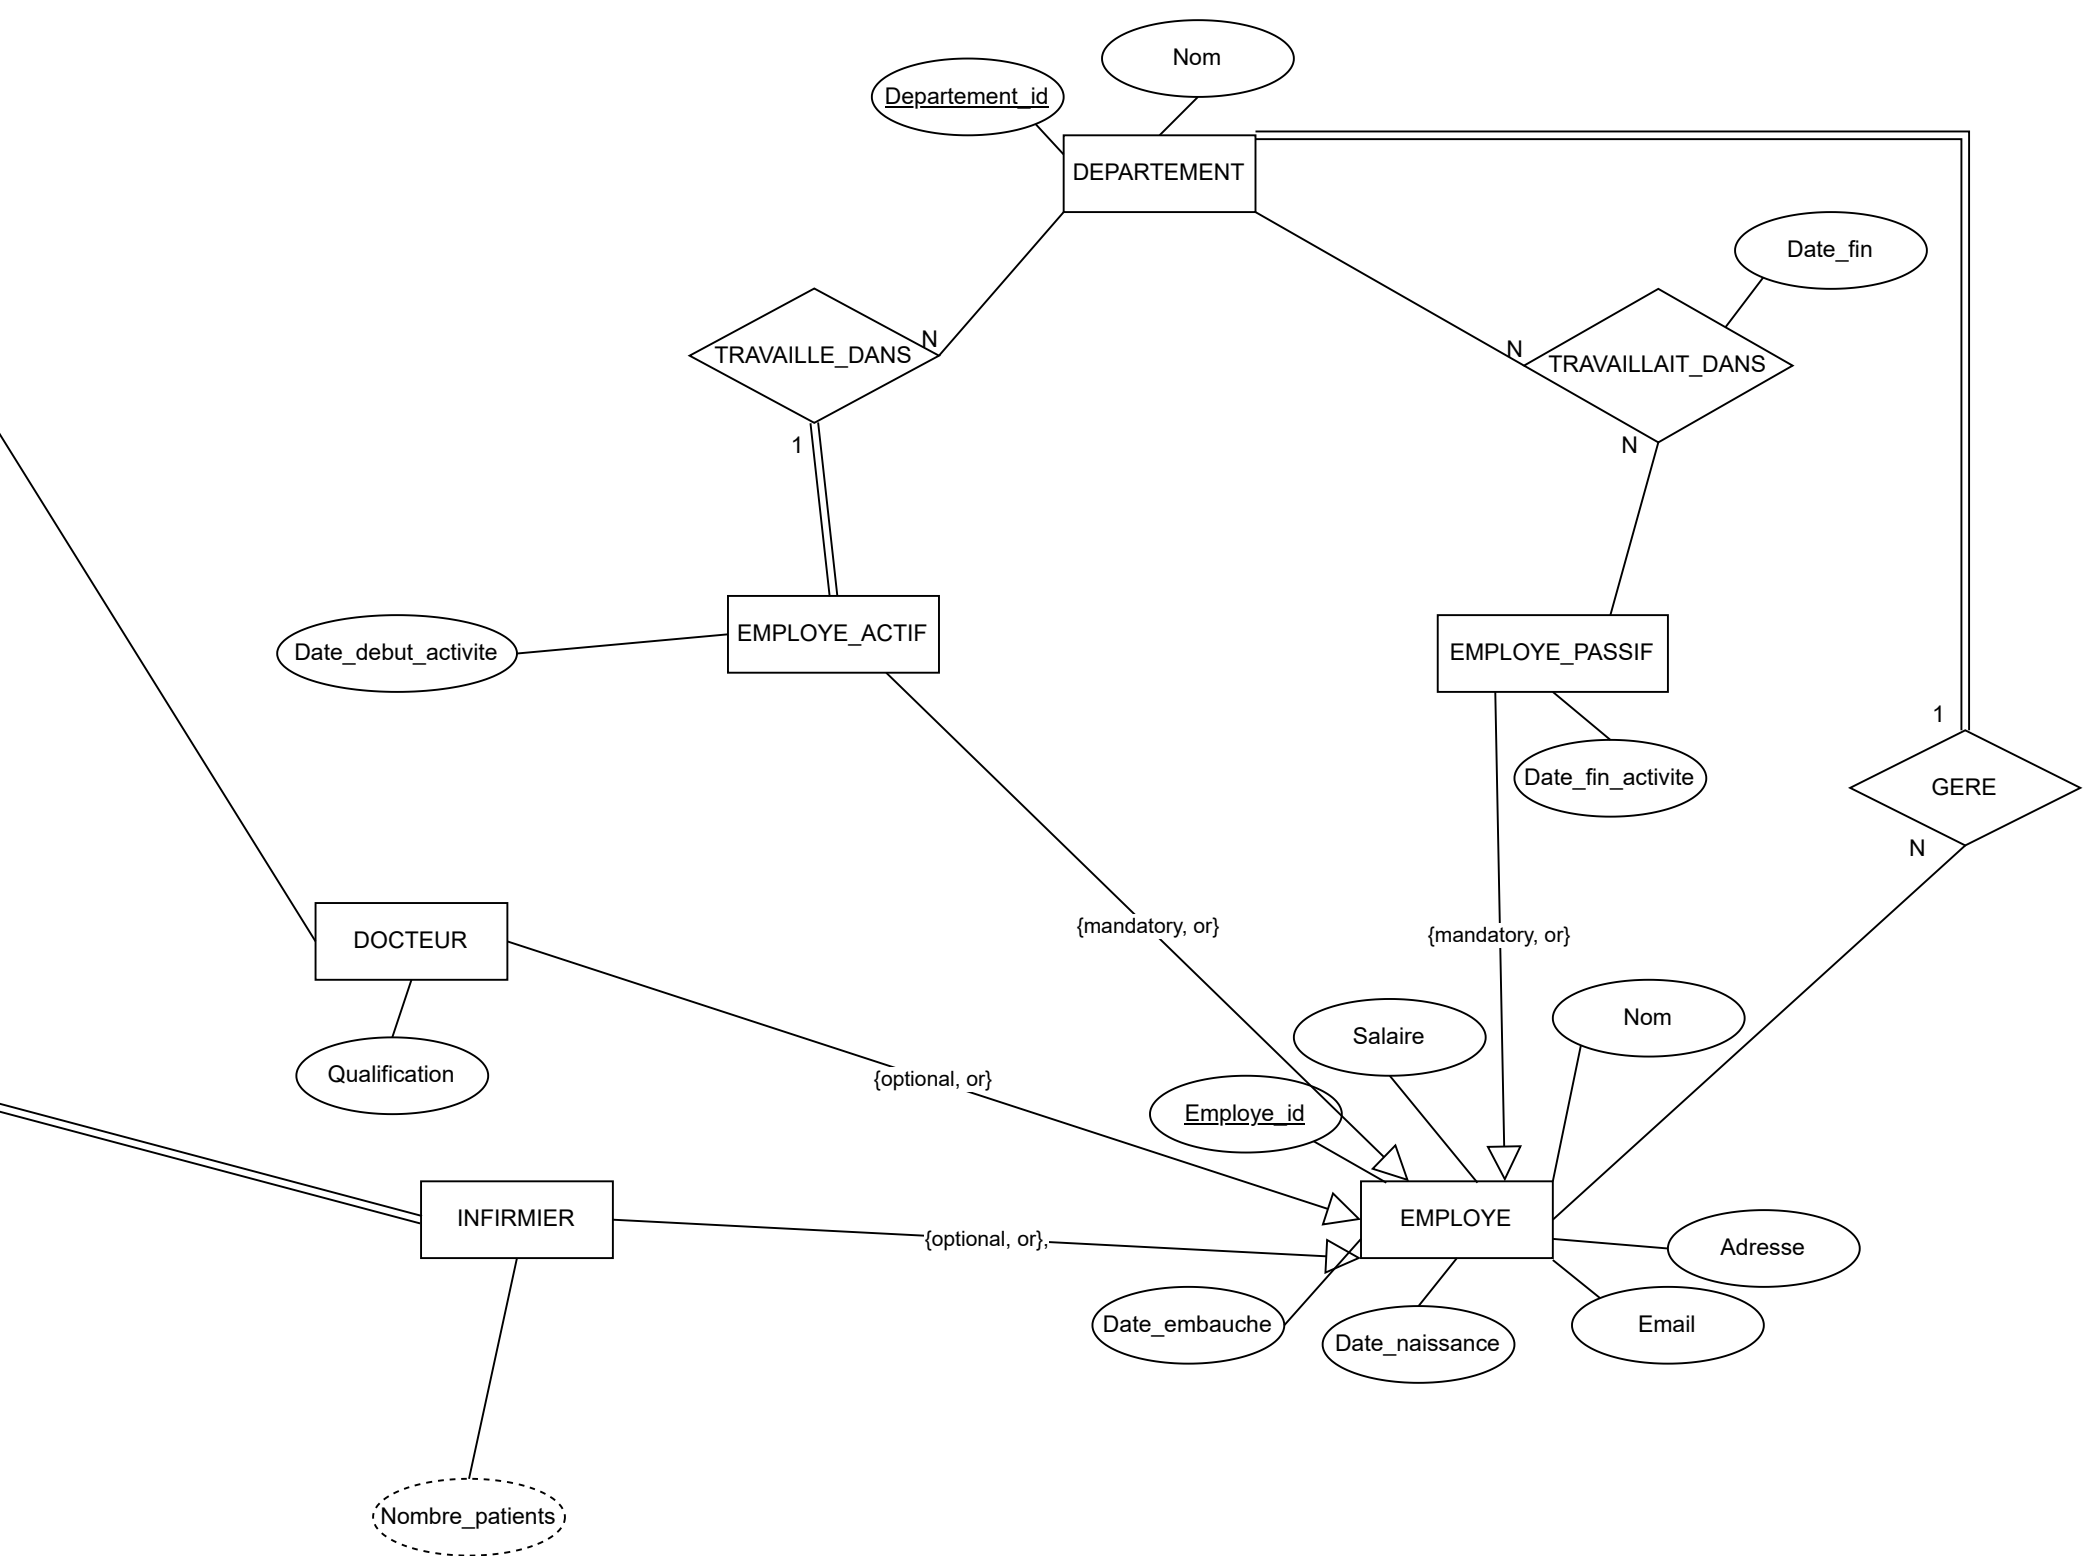 Nom
Departement_id
DEPARTEMENT
Date_fin
N
TRAVAILLE_DANS
N
TRAVAILLAIT_DANS
1
N
EMPLOYE_ACTIF
Date_debut_activite
EMPLOYE_PASSIF
1
Date_fin_activite
GERE
N
{mandatory, or}
{mandatory, or}
DOCTEUR
Nom
Salaire
Qualification
{optional, or}
Employe_id
INFIRMIER
EMPLOYE
{optional, or},
Adresse
Date_embauche
Email
Date_naissance
Nombre_patients